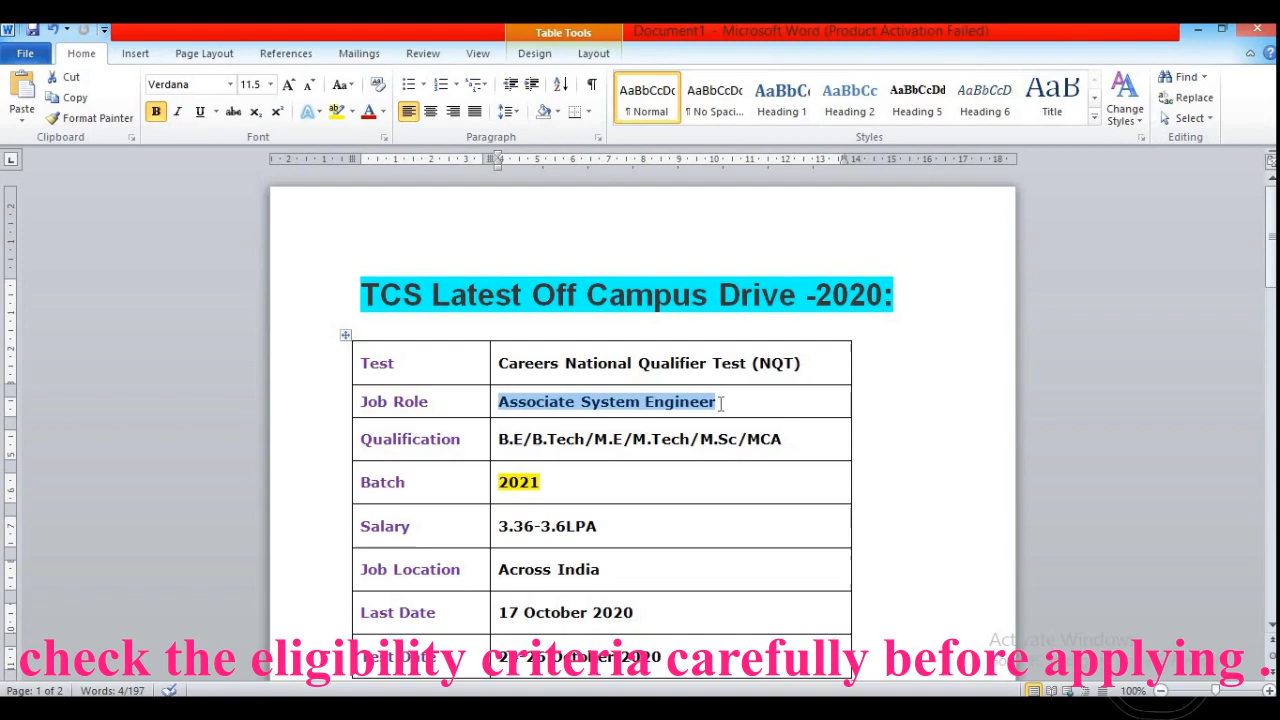 Table Tools
Document1 - Microsoft Word (Product Activation Failed)
File Home Insert Page Layout References Mailings Review View Design Layout
Paste
Cut
Copy
Format Painter
Clipboard
Verdana 11.5
Font
Paragraph
AaBbCcDc AaBbCcDc AaBbCc AaBbCc AaBbCcDd AaBbCcD AaB
¶ Normal ¶ No Spaci... Heading 1 Heading 2 Heading 5 Heading 6 Title
Change Styles
Styles
Find
Replace
Select
Editing
TCS Latest Off Campus Drive -2020:
Test Careers National Qualifier Test (NQT)
Job Role Associate System Engineer
Qualification B.E/B.Tech/M.E/M.Tech/M.Sc/MCA
Batch 2021
Salary 3.36-3.6LPA
Job Location Across India
Last Date 17 October 2020
October 2020
Activate Windows
check the eligibility criteria carefully before applying .
Page: 1 of 2 Words: 4/197 100%